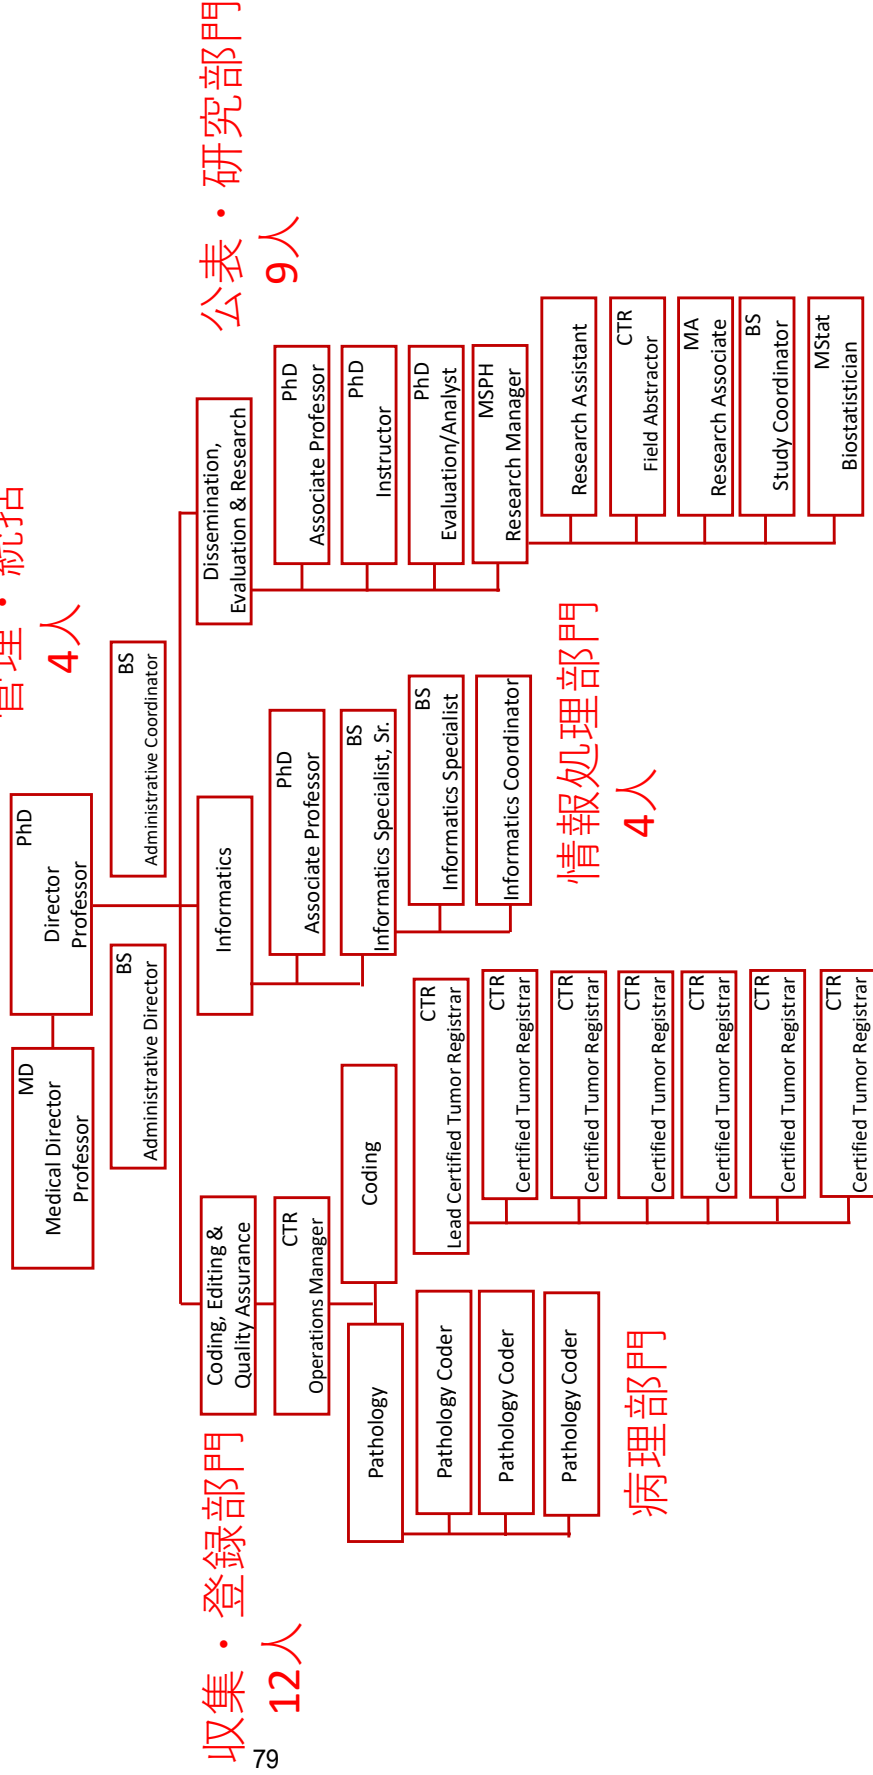 管理・統括
4人
PhD
Director
Professor
MD
Medical Director
Professor
BS
Administrative Director
BS
Administrative Coordinator
収集・登録部門
12人
Coding, Editing &
Quality Assurance
CTR
Operations Manager
Pathology
Pathology Coder
Pathology Coder
Pathology Coder
病理部門
Coding
CTR
Lead Certified Tumor Registrar
CTR
Certified Tumor Registrar
CTR
Certified Tumor Registrar
CTR
Certified Tumor Registrar
CTR
Certified Tumor Registrar
CTR
Certified Tumor Registrar
CTR
Certified Tumor Registrar
Informatics
PhD
Associate Professor
BS
Informatics Specialist, Sr.
BS
Informatics Specialist
Informatics Coordinator
情報処理部門
4人
公表・研究部門
9人
Dissemination,
Evaluation & Research
PhD
Associate Professor
PhD
Instructor
PhD
Evaluation/Analyst
MSPH
Research Manager
Research Assistant
CTR
Field Abstractor
MA
Research Associate
BS
Study Coordinator
MStat
Biostatistician
79